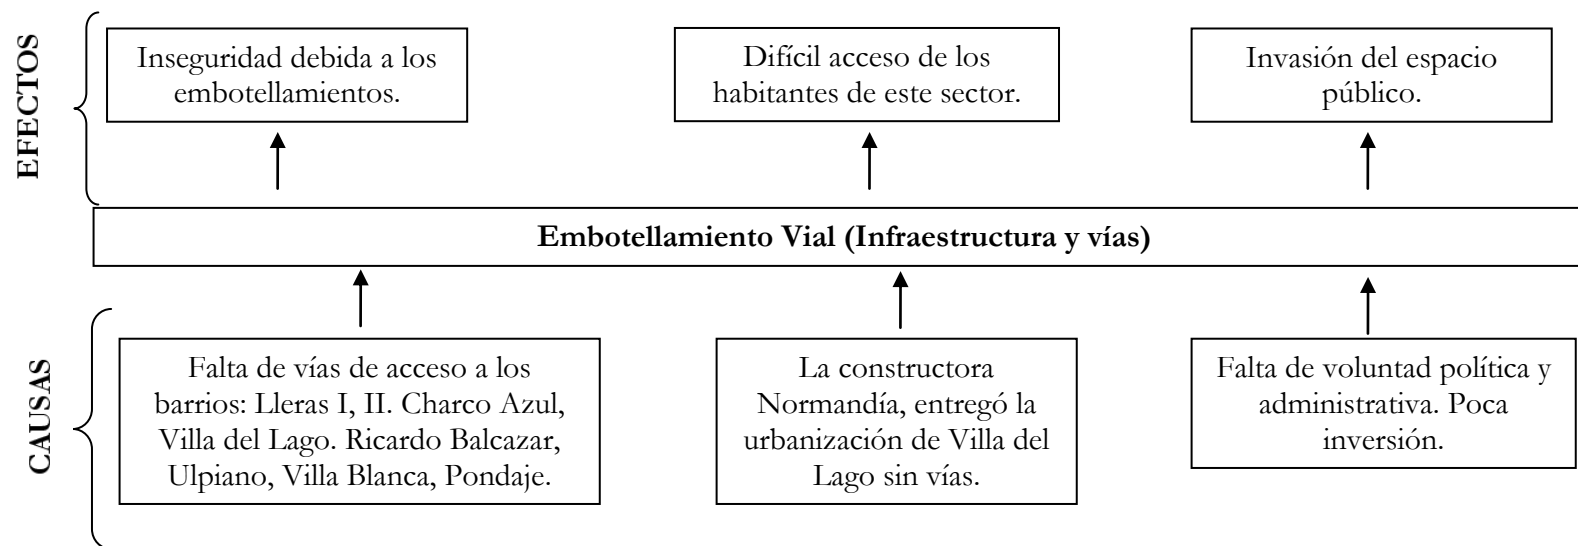 EFECTOS
Inseguridad debida a los
embotellamientos.
Difícil acceso de los
habitantes de este sector.
Invasión del espacio
público.
Embotellamiento Vial (Infraestructura y vías)
CAUSAS
Falta de vías de acceso a los
barrios: Lleras I, II. Charco Azul,
Villa del Lago. Ricardo Balcazar,
Ulpiano, Villa Blanca, Pondaje.
La constructora
Normandía, entregó la
urbanización de Villa del
Lago sin vías.
Falta de voluntad política y
administrativa. Poca
inversión.